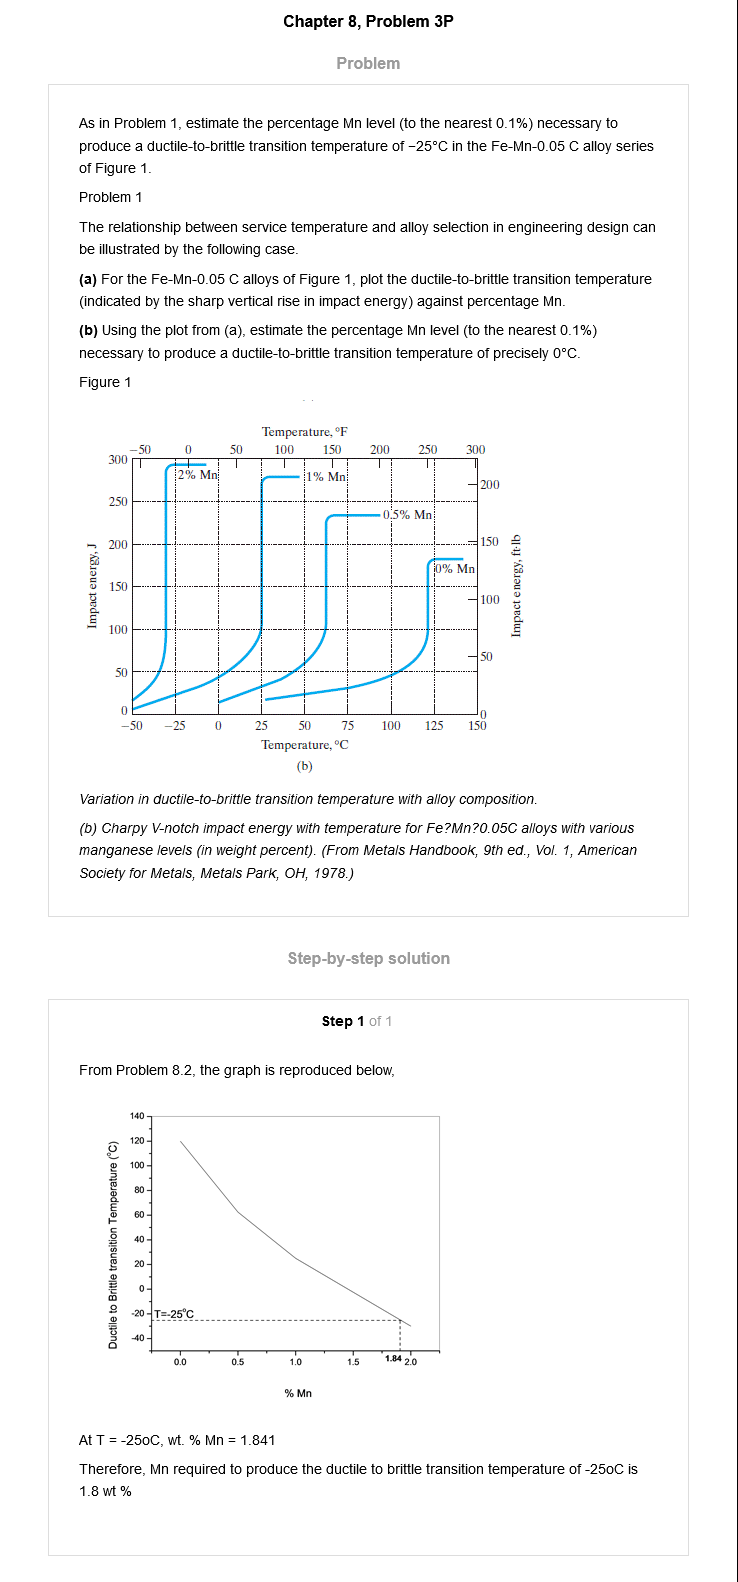 Chapter 8, Problem 3P
Problem
As in Problem 1, estimate the percentage Mn level (to the nearest 0.1%) necessary to
produce a ductile-to-brittle transition temperature of −25°C in the Fe-Mn-0.05 C alloy series
of Figure 1.
Problem 1
The relationship between service temperature and alloy selection in engineering design can
be illustrated by the following case.
(a) For the Fe-Mn-0.05 C alloys of Figure 1, plot the ductile-to-brittle transition temperature
(indicated by the sharp vertical rise in impact energy) against percentage Mn.
(b) Using the plot from (a), estimate the percentage Mn level (to the nearest 0.1%)
necessary to produce a ductile-to-brittle transition temperature of precisely 0°C.
Figure 1
Temperature, °F
−50 0 50 100 150 200 250 300
300
2% Mn
1% Mn
200
250
0.5% Mn
200
150
0% Mn
150
100
100
50
50
0
0
Impact energy, J
Impact energy, ft·lb
−50 −25 0 25 50 75 100 125 150
Temperature, °C
(b)
Variation in ductile-to-brittle transition temperature with alloy composition.
(b) Charpy V-notch impact energy with temperature for Fe?Mn?0.05C alloys with various
manganese levels (in weight percent). (From Metals Handbook, 9th ed., Vol. 1, American
Society for Metals, Metals Park, OH, 1978.)
Step-by-step solution
Step 1 of 1
From Problem 8.2, the graph is reproduced below,
Ductile to Brittle transition Temperature (°C)
140
120
100
80
60
40
20
0
-20
T=-25°C
-40
0.0 0.5 1.0 1.5 1.84 2.0
% Mn
At T = -25oC, wt. % Mn = 1.841
Therefore, Mn required to produce the ductile to brittle transition temperature of -25oC is
1.8 wt %